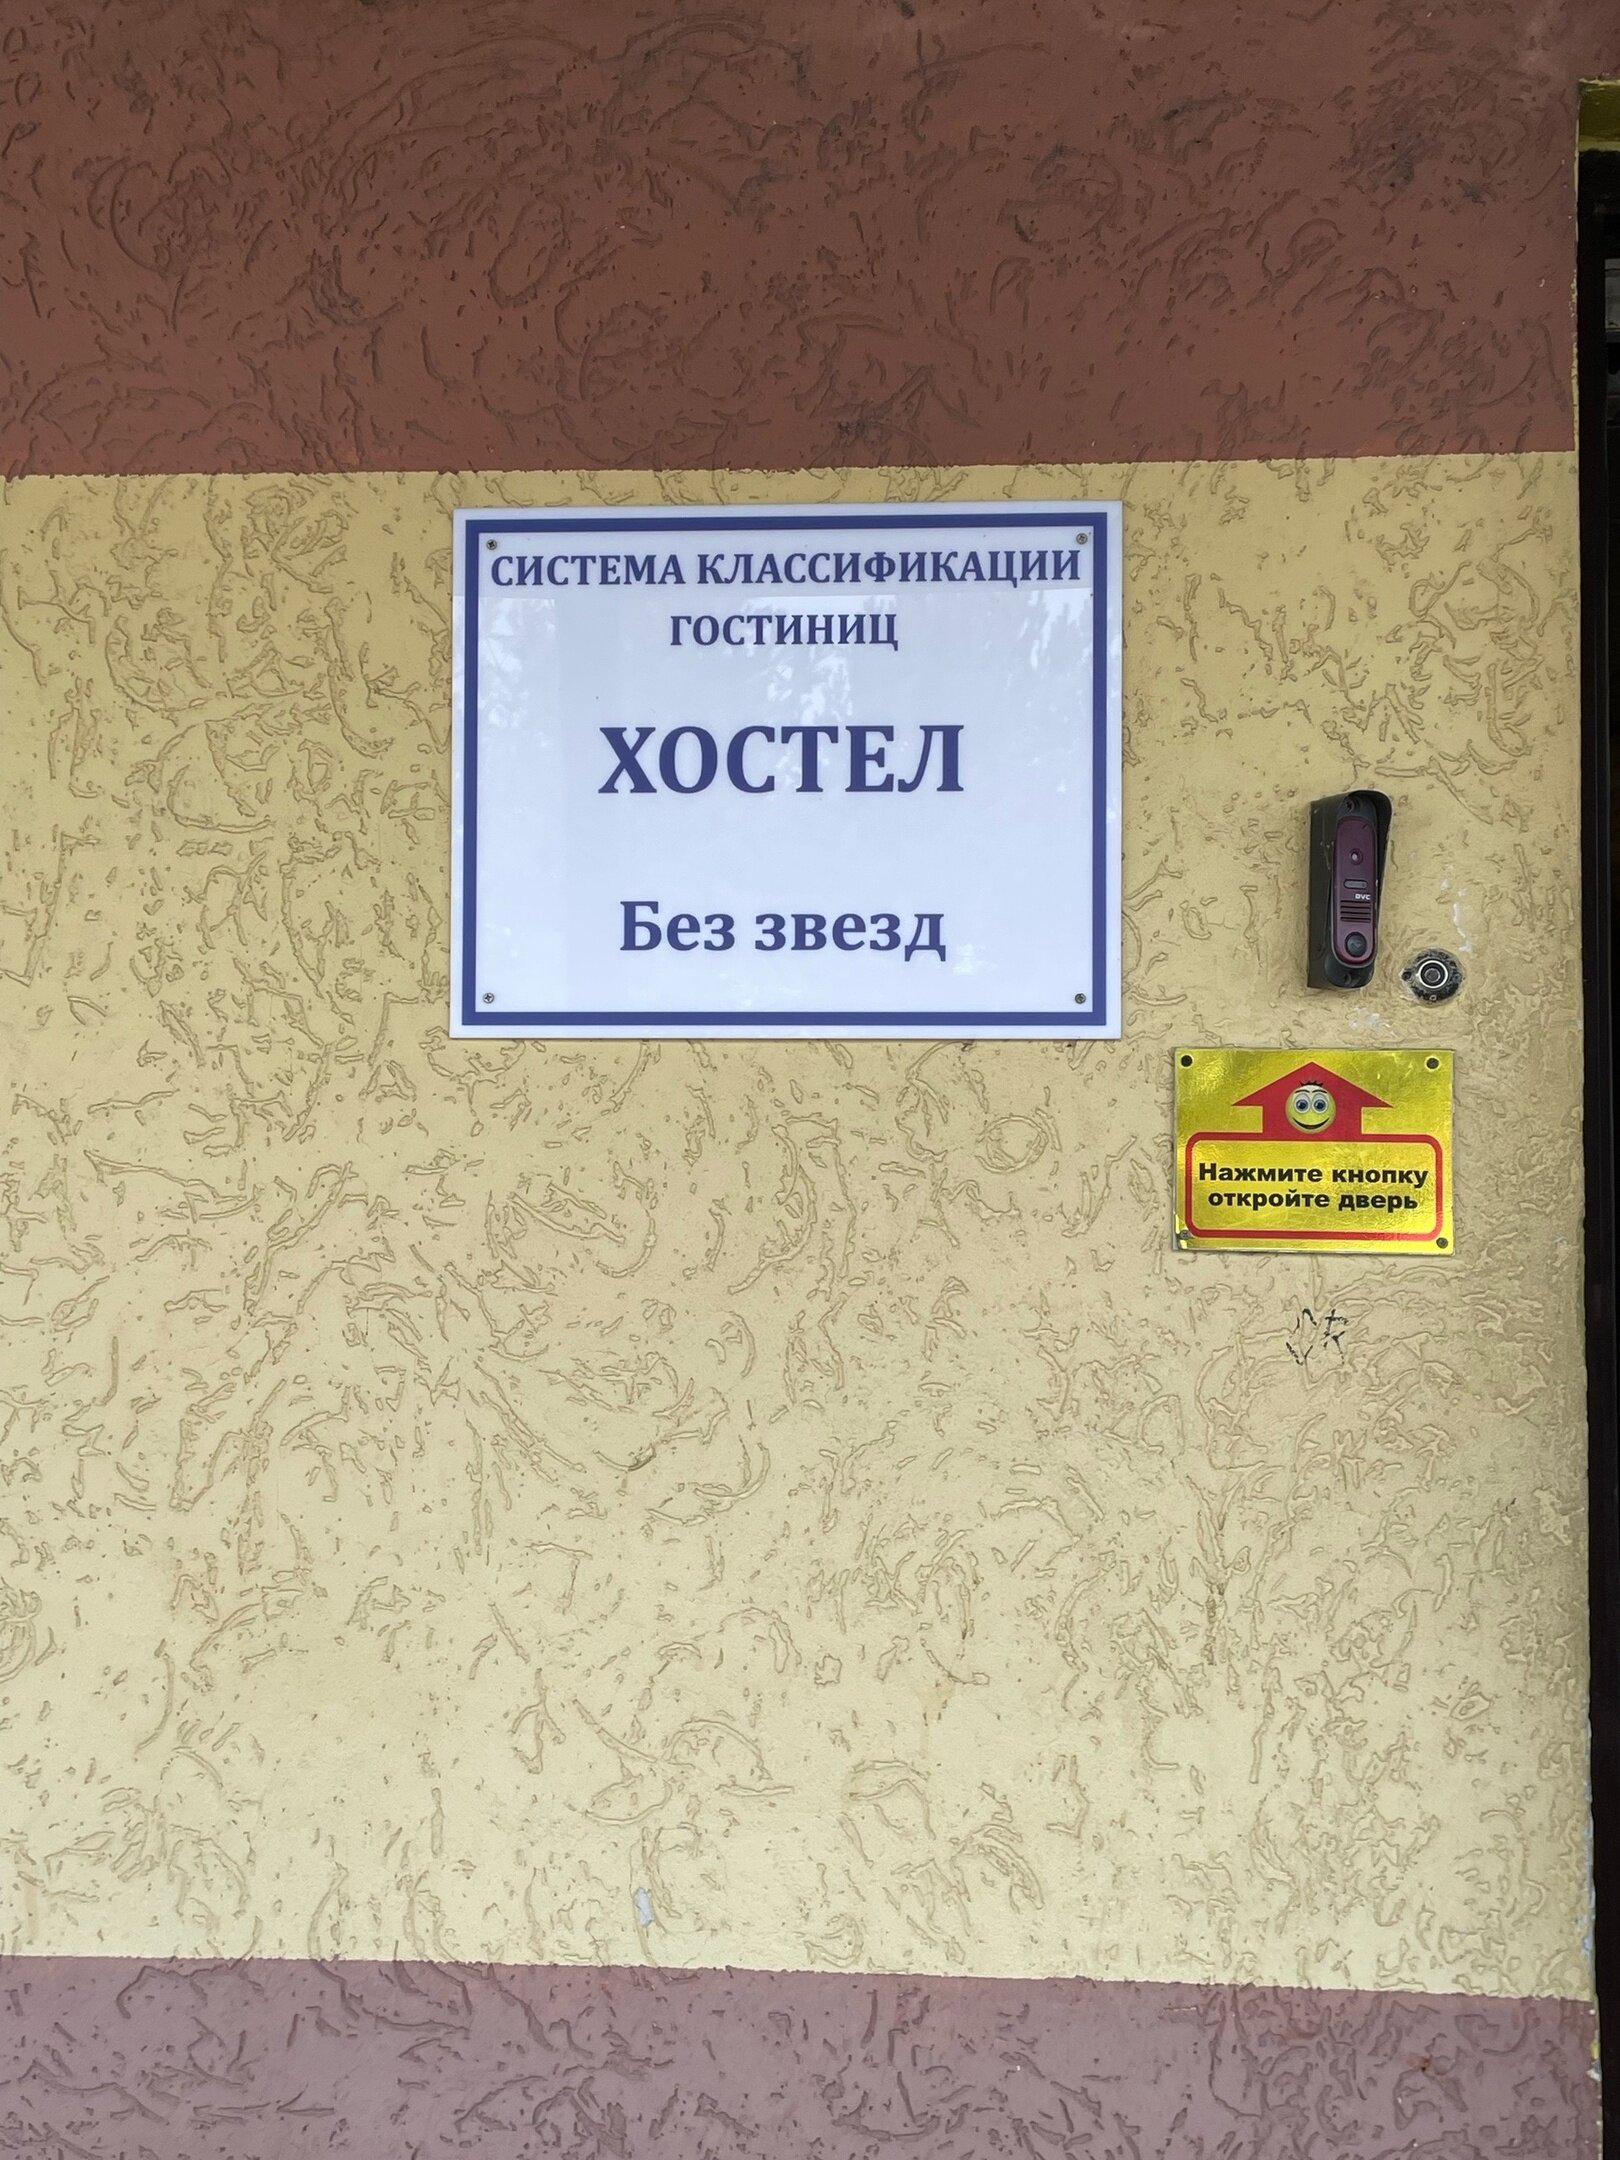 СИСТЕМА КЛАССИФИКАЦИИ
ГОСТИНИЦ
ХОСТЕЛ
Без звезд
DVC
Нажмите кнопку
откройте дверь